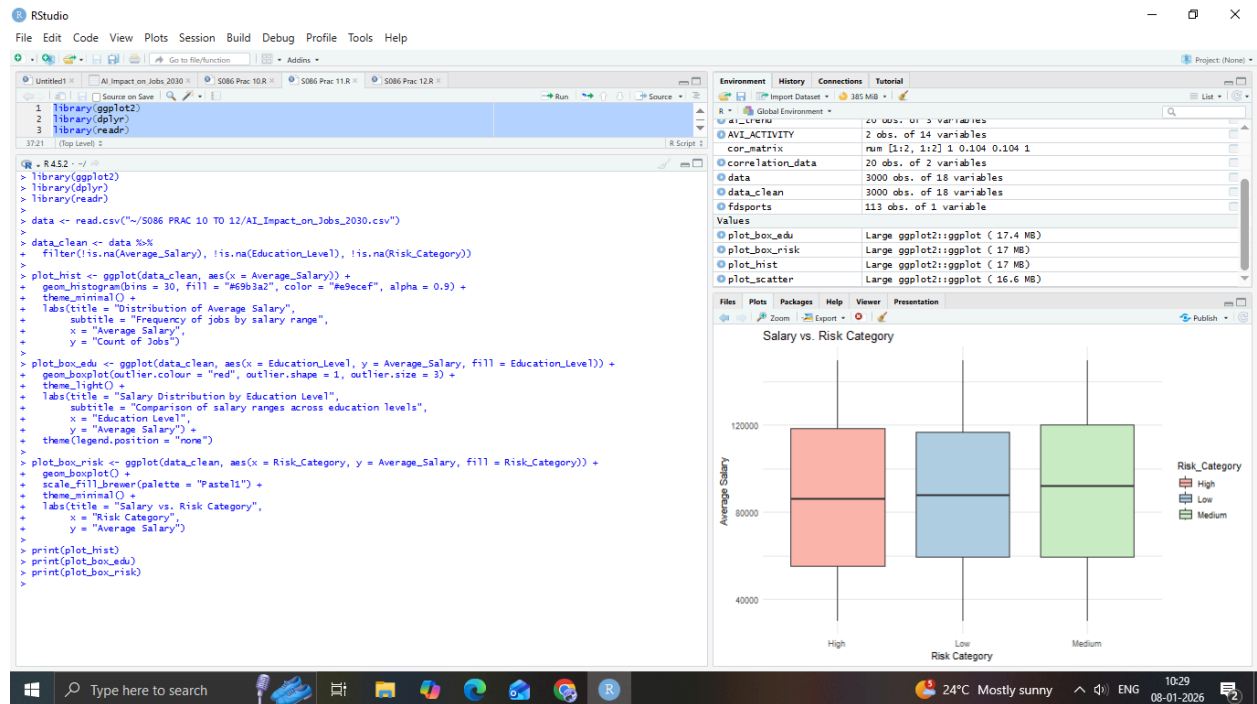 RStudio
File Edit Code View Plots Session Build Debug Profile Tools Help
Go to file/function Addins Project: (None)
Untitled1 AI_Impact_on_Jobs_2030 S086 Prac 10.R S086 Prac 11.R S086 Prac 12.R
Source on Save Run Source
1 library(ggplot2)
2 library(dplyr)
3 library(readr)
37:21 (Top Level) R Script
R 4.5.2 · ~/
> library(ggplot2)
> library(dplyr)
> library(readr)
>
> data <- read.csv("~/S086 PRAC 10 TO 12/AI_Impact_on_Jobs_2030.csv")
>
> data_clean <- data %>%
+ filter(!is.na(Average_Salary), !is.na(Education_Level), !is.na(Risk_Category))
>
> plot_hist <- ggplot(data_clean, aes(x = Average_Salary)) +
+ geom_histogram(bins = 30, fill = "#69b3a2", color = "#e9ecef", alpha = 0.9) +
+ theme_minimal() +
+ labs(title = "Distribution of Average Salary",
+ subtitle = "Frequency of jobs by salary range",
+ x = "Average Salary",
+ y = "Count of Jobs")
>
> plot_box_edu <- ggplot(data_clean, aes(x = Education_Level, y = Average_Salary, fill = Education_Level)) +
+ geom_boxplot(outlier.colour = "red", outlier.shape = 1, outlier.size = 3) +
+ theme_light() +
+ labs(title = "Salary Distribution by Education Level",
+ subtitle = "Comparison of salary ranges across education levels",
+ x = "Education Level",
+ y = "Average Salary") +
+ theme(legend.position = "none")
>
> plot_box_risk <- ggplot(data_clean, aes(x = Risk_Category, y = Average_Salary, fill = Risk_Category)) +
+ geom_boxplot() +
+ scale_fill_brewer(palette = "Pastel1") +
+ theme_minimal() +
+ labs(title = "Salary vs. Risk Category",
+ x = "Risk Category",
+ y = "Average Salary")
>
> print(plot_hist)
> print(plot_box_edu)
> print(plot_box_risk)
>
Environment History Connections Tutorial
Import Dataset 385 MiB List
R Global Environment
ai_trend 20 obs. of 3 variables
AVI_ACTIVITY 2 obs. of 14 variables
cor_matrix num [1:2, 1:2] 1 0.104 0.104 1
correlation_data 20 obs. of 2 variables
data 3000 obs. of 18 variables
data_clean 3000 obs. of 18 variables
fdsports 113 obs. of 1 variable
Values
plot_box_edu Large ggplot2::ggplot ( 17.4 MB)
plot_box_risk Large ggplot2::ggplot ( 17 MB)
plot_hist Large ggplot2::ggplot ( 17 MB)
plot_scatter Large ggplot2::ggplot ( 16.6 MB)
Files Plots Packages Help Viewer Presentation
Zoom Export Publish
Salary vs. Risk Category
120000
80000
40000
Average Salary
High Low Medium
Risk Category
Risk_Category
High
Low
Medium
Type here to search
24°C Mostly sunny ENG
10:29
08-01-2026
5
2